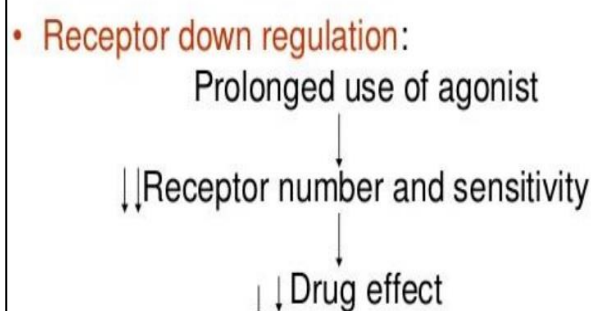 • Receptor down regulation:
Prolonged use of agonist
↓↓Receptor number and sensitivity
↓↓Drug effect